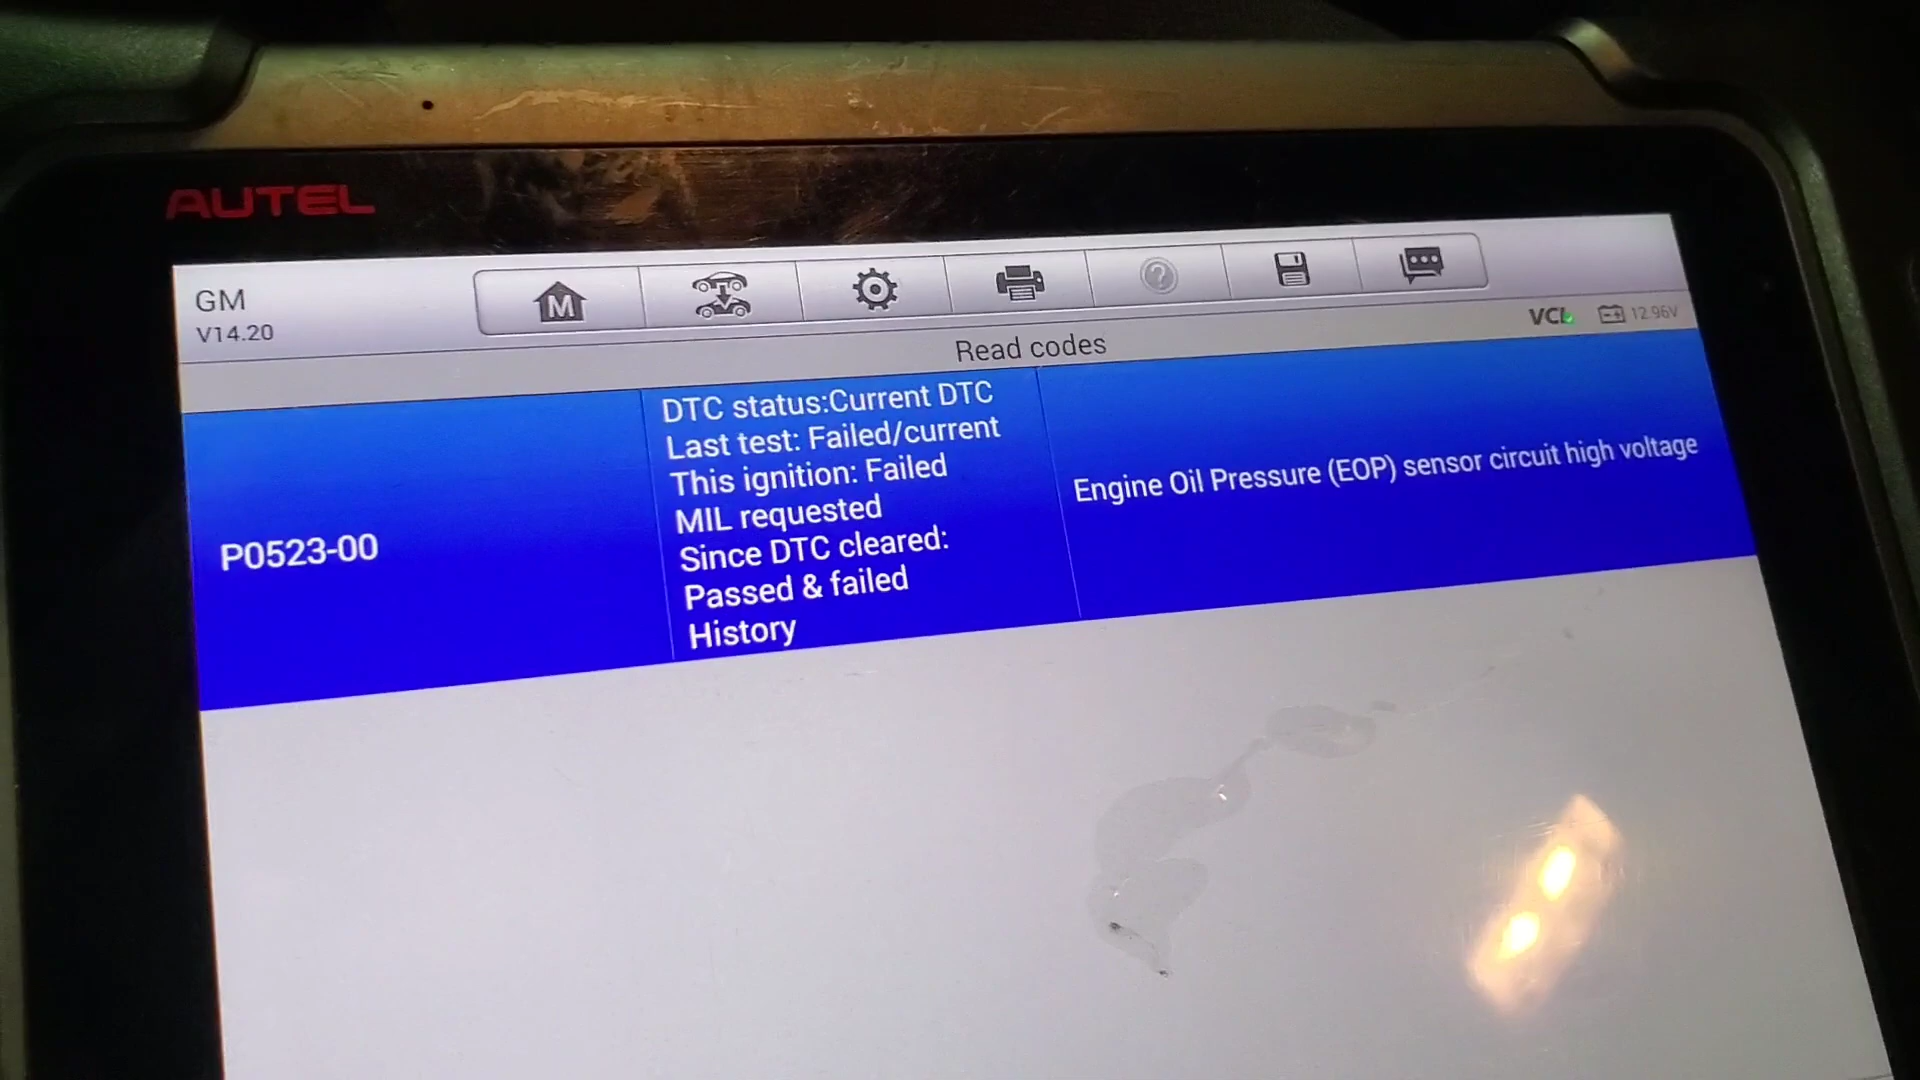 AUTEL
GM
V14.20
M
VCI
12.96V
Read codes
P0523-00
DTC status:Current DTC
Last test: Failed/current
This ignition: Failed
MIL requested
Since DTC cleared:
Passed & failed
History
Engine Oil Pressure (EOP) sensor circuit high voltage